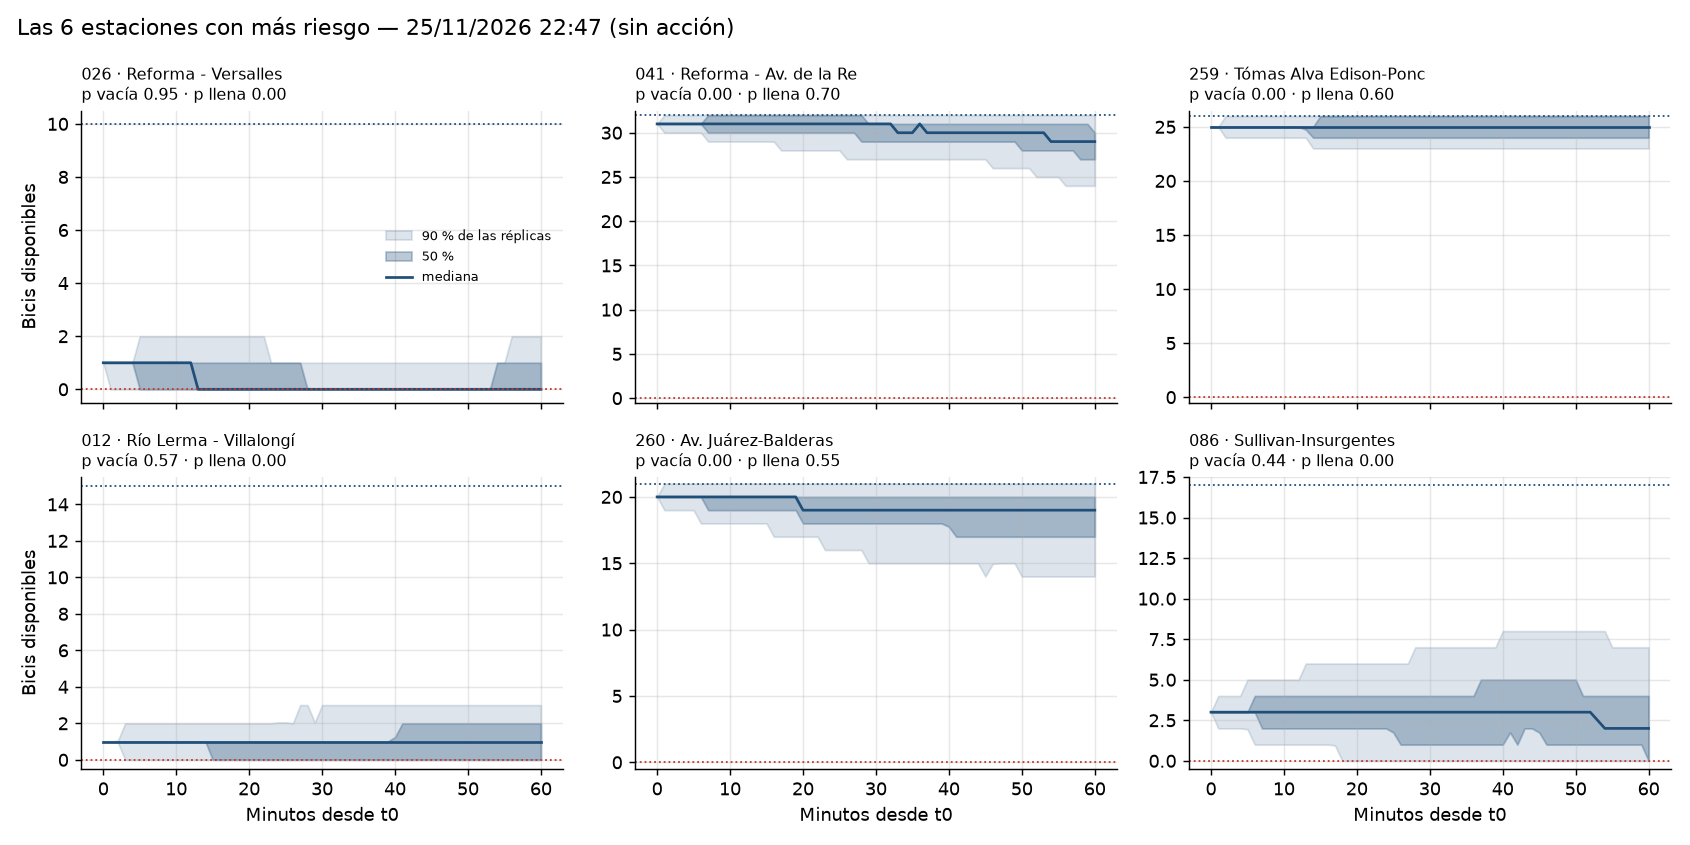 Las 6 estaciones con más riesgo — 25/11/2026 22:47 (sin acción)
026 · Reforma - Versalles
p vacía 0.95 · p llena 0.00
10
8
6
4
2
0
Bicis disponibles
90 % de las réplicas
50 %
mediana
041 · Reforma - Av. de la Re
p vacía 0.00 · p llena 0.70
30
25
20
15
10
5
0
259 · Tómas Alva Edison-Ponc
p vacía 0.00 · p llena 0.60
25
20
15
10
5
0
012 · Río Lerma - Villalongí
p vacía 0.57 · p llena 0.00
14
12
10
8
6
4
2
0
Bicis disponibles
0 10 20 30 40 50 60
Minutos desde t0
260 · Av. Juárez-Balderas
p vacía 0.00 · p llena 0.55
20
15
10
5
0
0 10 20 30 40 50 60
Minutos desde t0
086 · Sullivan-Insurgentes
p vacía 0.44 · p llena 0.00
17.5
15.0
12.5
10.0
7.5
5.0
2.5
0.0
0 10 20 30 40 50 60
Minutos desde t0